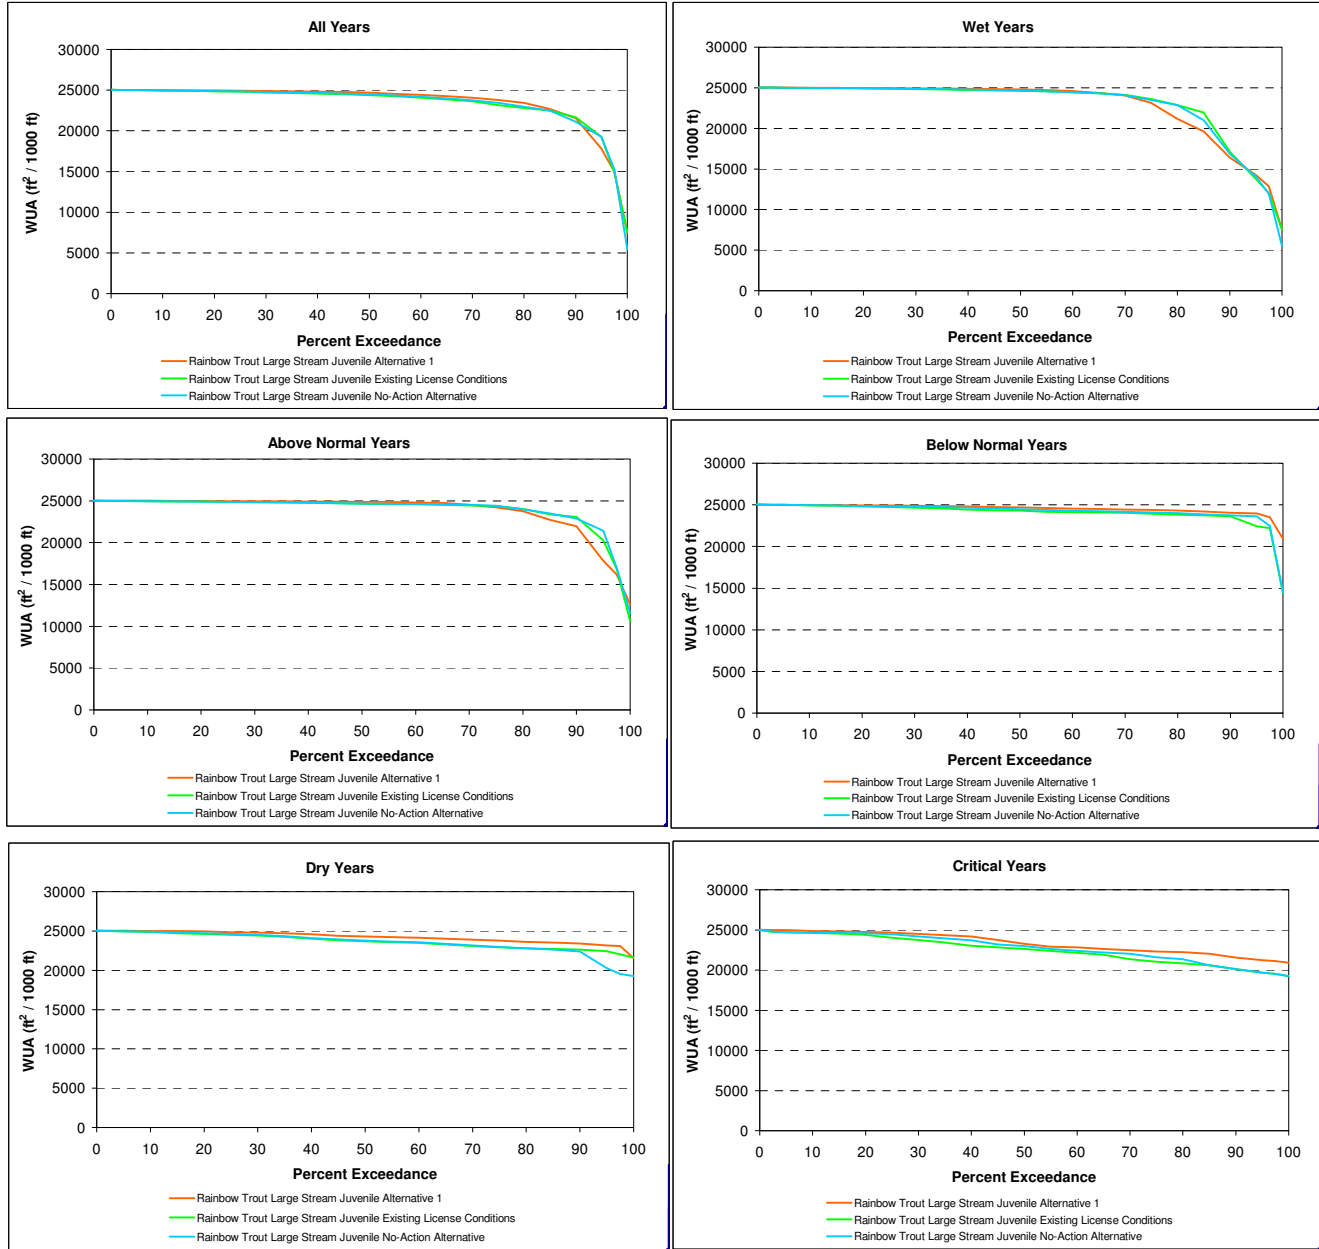 All Years
30000
25000
20000
15000
10000
5000
0
WUA (ft² / 1000 ft)
0 10 20 30 40 50 60 70 80 90 100
Percent Exceedance
Rainbow Trout Large Stream Juvenile Alternative 1
Rainbow Trout Large Stream Juvenile Existing License Conditions
Rainbow Trout Large Stream Juvenile No-Action Alternative
Wet Years
30000
25000
20000
15000
10000
5000
0
WUA (ft² / 1000 ft)
0 10 20 30 40 50 60 70 80 90 100
Percent Exceedance
Rainbow Trout Large Stream Juvenile Alternative 1
Rainbow Trout Large Stream Juvenile Existing License Conditions
Rainbow Trout Large Stream Juvenile No-Action Alternative
Above Normal Years
30000
25000
20000
15000
10000
5000
0
WUA (ft² / 1000 ft)
0 10 20 30 40 50 60 70 80 90 100
Percent Exceedance
Rainbow Trout Large Stream Juvenile Alternative 1
Rainbow Trout Large Stream Juvenile Existing License Conditions
Rainbow Trout Large Stream Juvenile No-Action Alternative
Below Normal Years
30000
25000
20000
15000
10000
5000
0
WUA (ft² / 1000 ft)
0 10 20 30 40 50 60 70 80 90 100
Percent Exceedance
Rainbow Trout Large Stream Juvenile Alternative 1
Rainbow Trout Large Stream Juvenile Existing License Conditions
Rainbow Trout Large Stream Juvenile No-Action Alternative
Dry Years
30000
25000
20000
15000
10000
5000
0
WUA (ft² / 1000 ft)
0 10 20 30 40 50 60 70 80 90 100
Percent Exceedance
Rainbow Trout Large Stream Juvenile Alternative 1
Rainbow Trout Large Stream Juvenile Existing License Conditions
Rainbow Trout Large Stream Juvenile No-Action Alternative
Critical Years
30000
25000
20000
15000
10000
5000
0
WUA (ft² / 1000 ft)
0 10 20 30 40 50 60 70 80 90 100
Percent Exceedance
Rainbow Trout Large Stream Juvenile Alternative 1
Rainbow Trout Large Stream Juvenile Existing License Conditions
Rainbow Trout Large Stream Juvenile No-Action Alternative